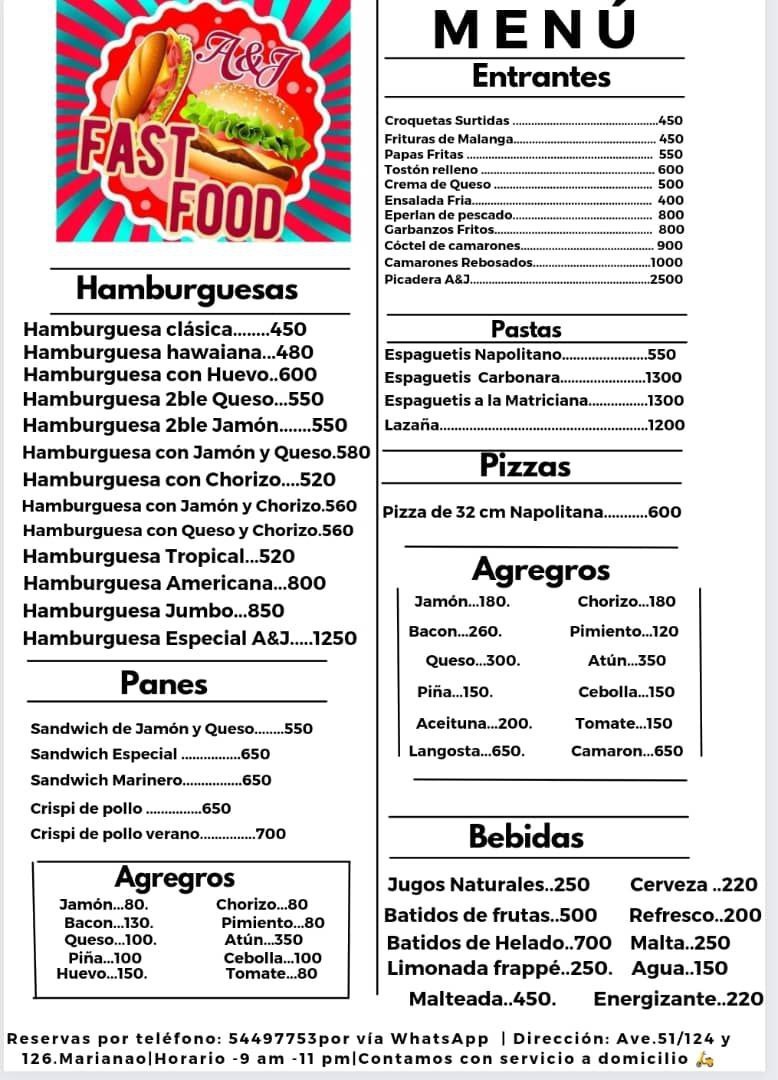 A&J
FAST
FOOD
Hamburguesas
Hamburguesa clásica........450
Hamburguesa hawaiana...480
Hamburguesa con Huevo..600
Hamburguesa 2ble Queso...550
Hamburguesa 2ble Jamón.......550
Hamburguesa con Jamón y Queso.580
Hamburguesa con Chorizo....520
Hamburguesa con Jamón y Chorizo.560
Hamburguesa con Queso y Chorizo.560
Hamburguesa Tropical...520
Hamburguesa Americana...800
Hamburguesa Jumbo...850
Hamburguesa Especial A&J.....1250
Panes
Sandwich de Jamón y Queso........550
Sandwich Especial ................650
Sandwich Marinero................650
Crispi de pollo ...............650
Crispi de pollo verano...............700
Agregros
Jamón...80. Chorizo...80
Bacon...130. Pimiento...80
Queso...100. Atún...350
Piña...100 Cebolla...100
Huevo...150. Tomate...80
MENÚ
Entrantes
Croquetas Surtidas ..........................................450
Frituras de Malanga......................................... 450
Papas Fritas ..................................................... 550
Tostón relleno .................................................. 600
Crema de Queso .............................................. 500
Ensalada Fria.................................................... 400
Eperlan de pescado........................................ 800
Garbanzos Fritos............................................. 800
Cóctel de camarones...................................... 900
Camarones Rebosados..................................1000
Picadera A&J....................................................2500
Pastas
Espaguetis Napolitano.......................550
Espaguetis Carbonara.......................1300
Espaguetis a la Matriciana................1300
Lazaña........................................................1200
Pizzas
Pizza de 32 cm Napolitana...........600
Agregros
Jamón...180. Chorizo...180
Bacon...260. Pimiento...120
Queso...300. Atún...350
Piña...150. Cebolla...150
Aceituna...200. Tomate...150
Langosta...650. Camaron...650
Bebidas
Jugos Naturales..250 Cerveza ..220
Batidos de frutas..500 Refresco..200
Batidos de Helado..700 Malta..250
Limonada frappé..250. Agua..150
Malteada..450. Energizante..220
Reservas por teléfono: 54497753por vía WhatsApp | Dirección: Ave.51/124 y
126.Marianao|Horario -9 am -11 pm|Contamos con servicio a domicilio 🛵